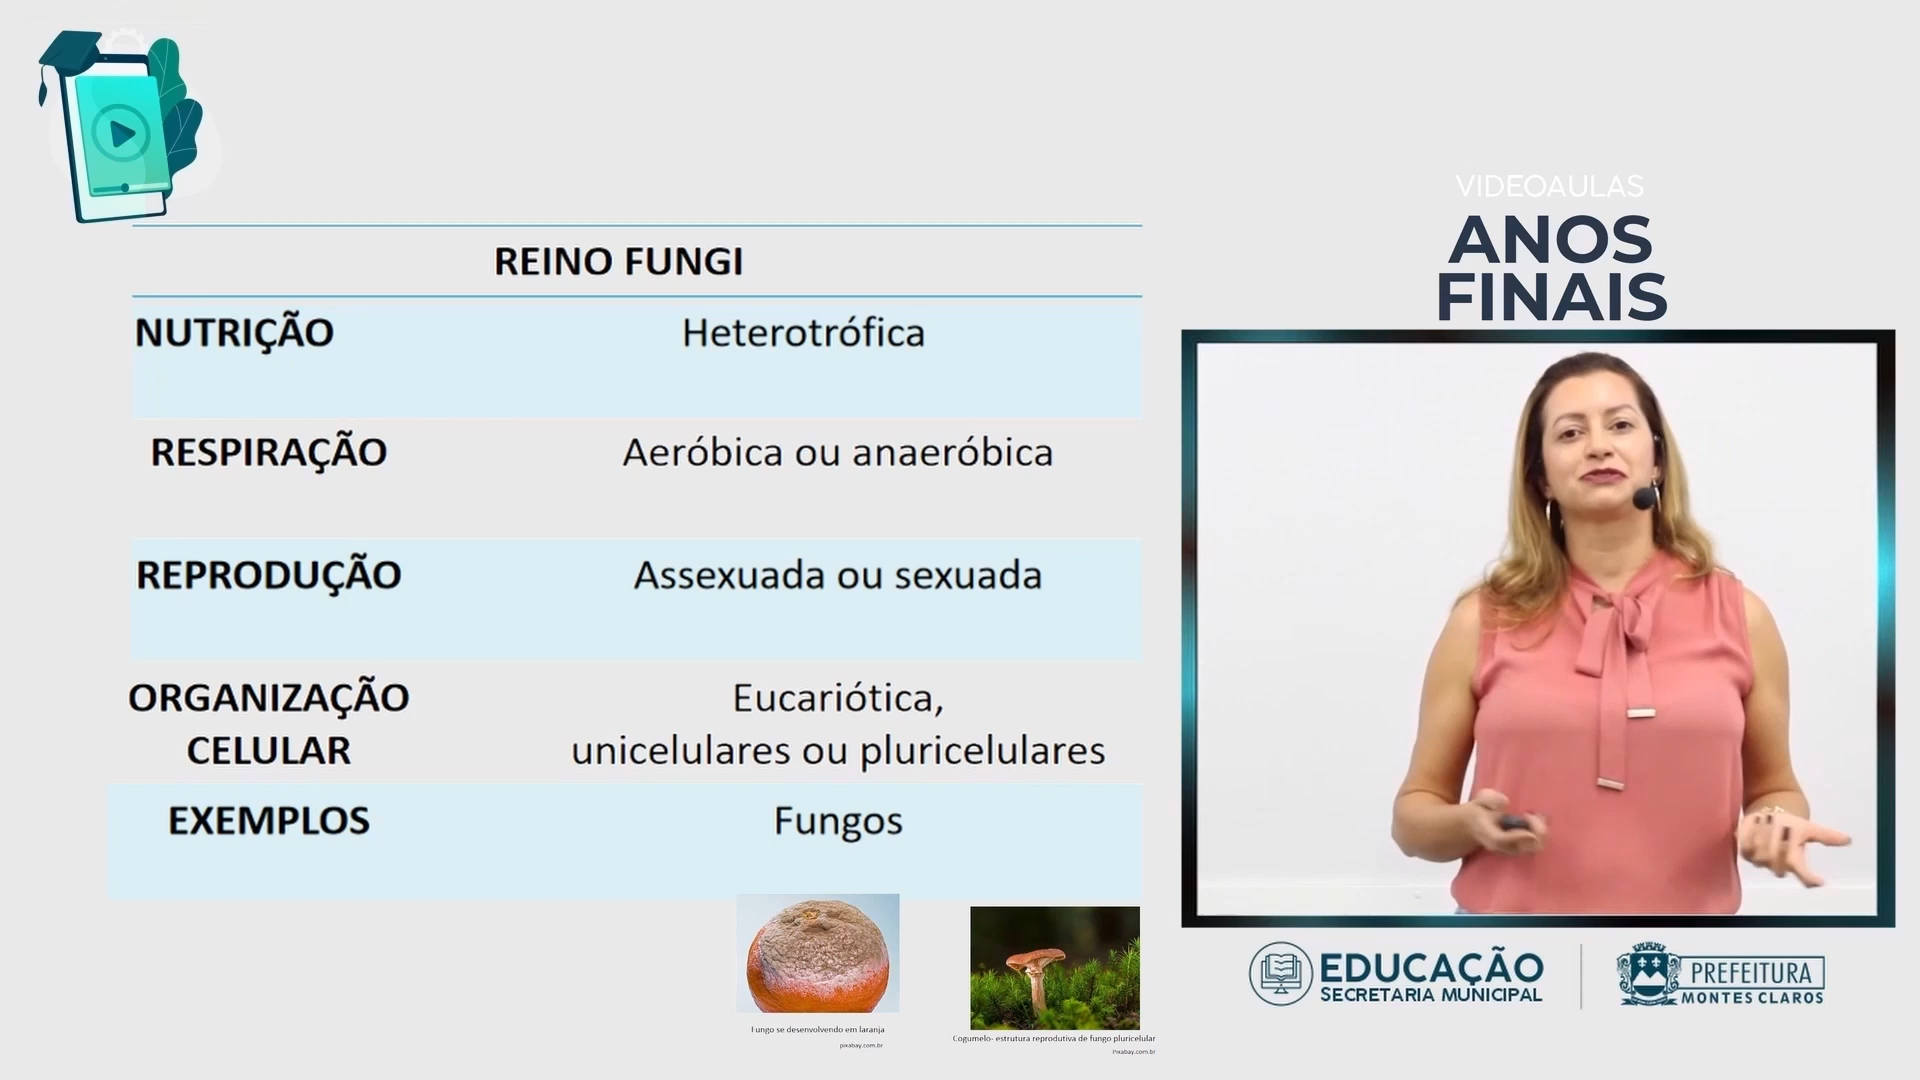 VIDEOAULAS
ANOS
FINAIS
REINO FUNGI
NUTRIÇÃO Heterotrófica
RESPIRAÇÃO Aeróbica ou anaeróbica
REPRODUÇÃO Assexuada ou sexuada
ORGANIZAÇÃO Eucariótica,
CELULAR unicelulares ou pluricelulares
EXEMPLOS Fungos
Fungo se desenvolvendo em laranja
pixabay.com.br
Cogumelo- estrutura reprodutiva de fungo pluricelular
Pixabay.com.br
EDUCAÇÃO
SECRETARIA MUNICIPAL
PREFEITURA
MONTES CLAROS